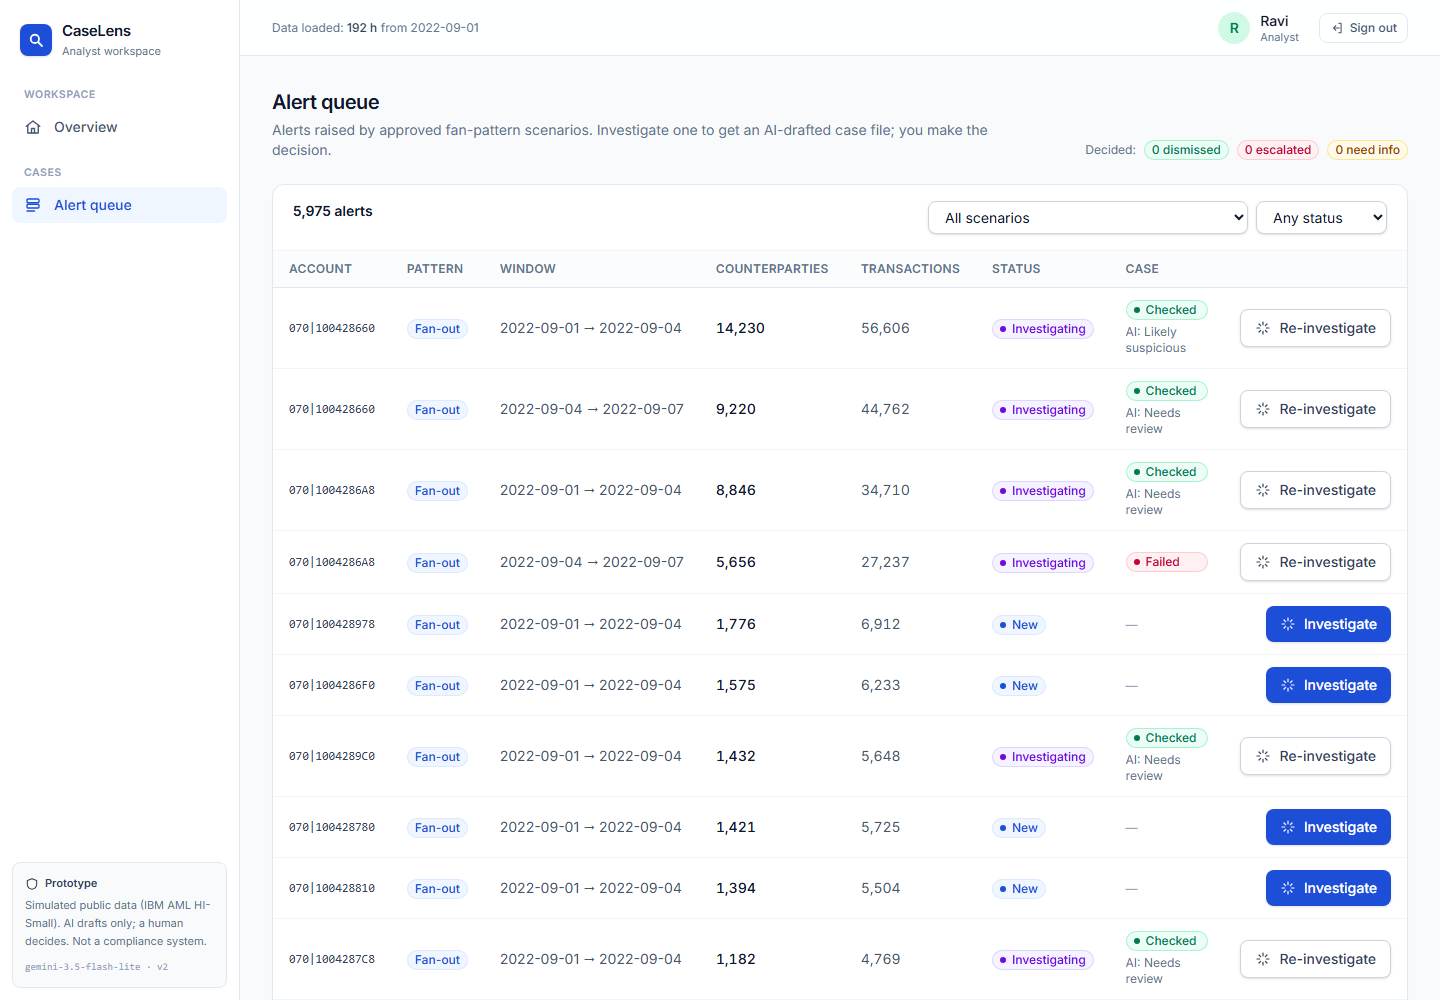 CaseLens
Analyst workspace
WORKSPACE
Overview
CASES
Alert queue
Prototype
Simulated public data (IBM AML HI-
Small). AI drafts only; a human
decides. Not a compliance system.
gemini-3.5-flash-lite · v2
Data loaded: 192 h from 2022-09-01
R
Ravi
Analyst
Sign out
Alert queue
Alerts raised by approved fan-pattern scenarios. Investigate one to get an AI-drafted case file; you make the
decision.
Decided: 0 dismissed 0 escalated 0 need info
5,975 alerts
All scenarios
Any status
ACCOUNT PATTERN WINDOW COUNTERPARTIES TRANSACTIONS STATUS CASE
070|100428660 Fan-out 2022-09-01 → 2022-09-04 14,230 56,606 Investigating Checked
AI: Likely
suspicious
Re-investigate
070|100428660 Fan-out 2022-09-04 → 2022-09-07 9,220 44,762 Investigating Checked
AI: Needs
review
Re-investigate
070|1004286A8 Fan-out 2022-09-01 → 2022-09-04 8,846 34,710 Investigating Checked
AI: Needs
review
Re-investigate
070|1004286A8 Fan-out 2022-09-04 → 2022-09-07 5,656 27,237 Investigating Failed Re-investigate
070|100428978 Fan-out 2022-09-01 → 2022-09-04 1,776 6,912 New — Investigate
070|1004286F0 Fan-out 2022-09-01 → 2022-09-04 1,575 6,233 New — Investigate
070|1004289C0 Fan-out 2022-09-01 → 2022-09-04 1,432 5,648 Investigating Checked
AI: Needs
review
Re-investigate
070|100428780 Fan-out 2022-09-01 → 2022-09-04 1,421 5,725 New — Investigate
070|100428810 Fan-out 2022-09-01 → 2022-09-04 1,394 5,504 New — Investigate
070|1004287C8 Fan-out 2022-09-01 → 2022-09-04 1,182 4,769 Investigating Checked
AI: Needs
review
Re-investigate